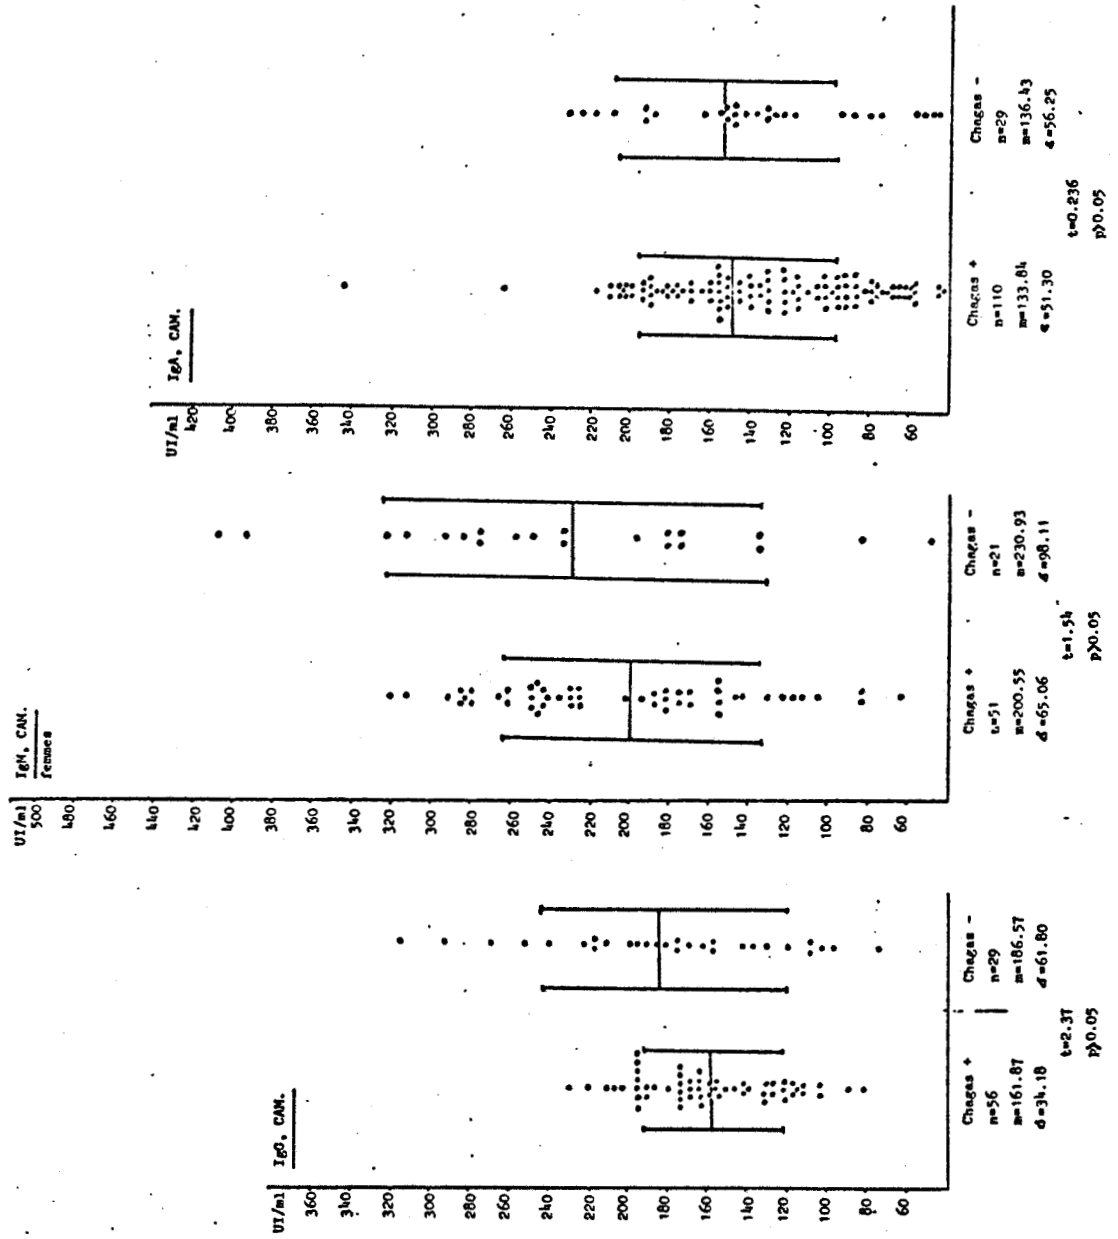 IgG, CAM.
UI/ml
360
340
320
300
280
260
240
220
200
180
160
140
120
100
80
60
Chagas +
n=56
m=161.87
σ=34.18
Chagas -
n=29
m=186.57
σ=61.80
t=2.37
p>0.05
IgM, CAM.
femmes
UI/ml
500
480
460
440
420
400
380
360
340
320
300
280
260
240
220
200
180
160
140
120
100
80
60
Chagas +
t=51
m=200.55
σ=65.06
Chagas -
n=21
m=230.93
σ=98.11
t=1.54
p>0.05
IgA, CAM.
UI/ml
420
400
380
360
340
320
300
280
260
240
220
200
180
160
140
120
100
80
60
Chagas +
n=110
m=133.84
σ=51.30
Chagas -
n=29
m=136.43
σ=56.25
t=0.236
p>0.05